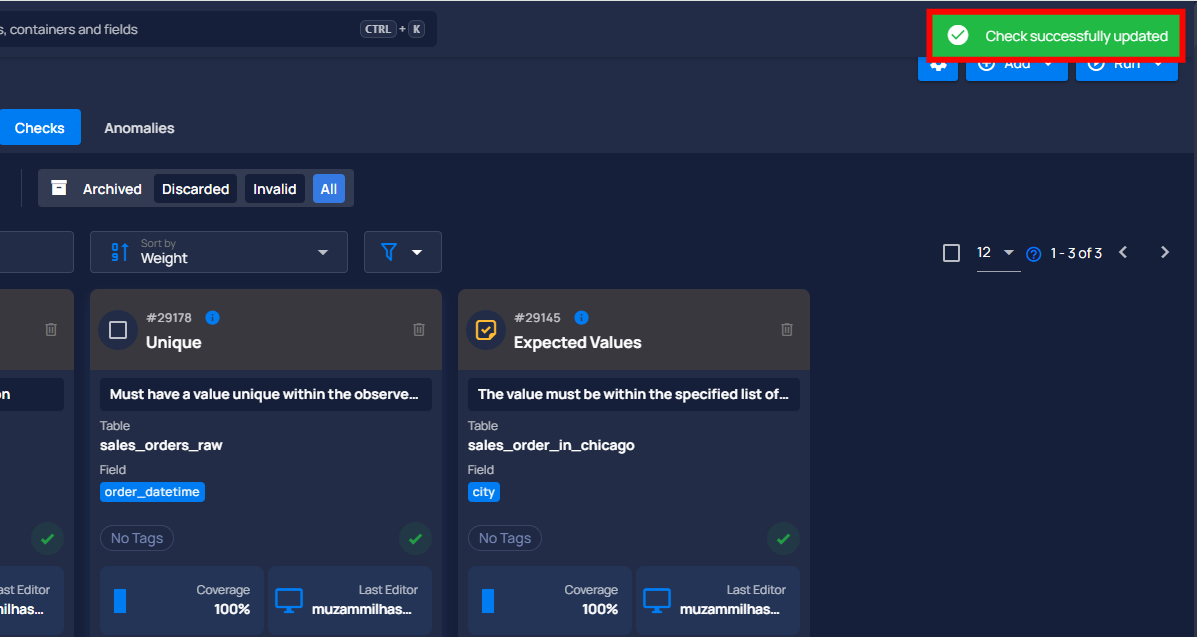 s, containers and fields
CTRL + K
Check successfully updated
Add
Run
Checks
Anomalies
Archived
Discarded
Invalid
All
Sort by
Weight
12
1 - 3 of 3
on
ast Editor
ilhas...
#29178
Unique
Must have a value unique within the observe...
Table
sales_orders_raw
Field
order_datetime
No Tags
Coverage
100%
Last Editor
muzammilhas...
#29145
Expected Values
The value must be within the specified list of...
Table
sales_order_in_chicago
Field
city
No Tags
Coverage
100%
Last Editor
muzammilhas...